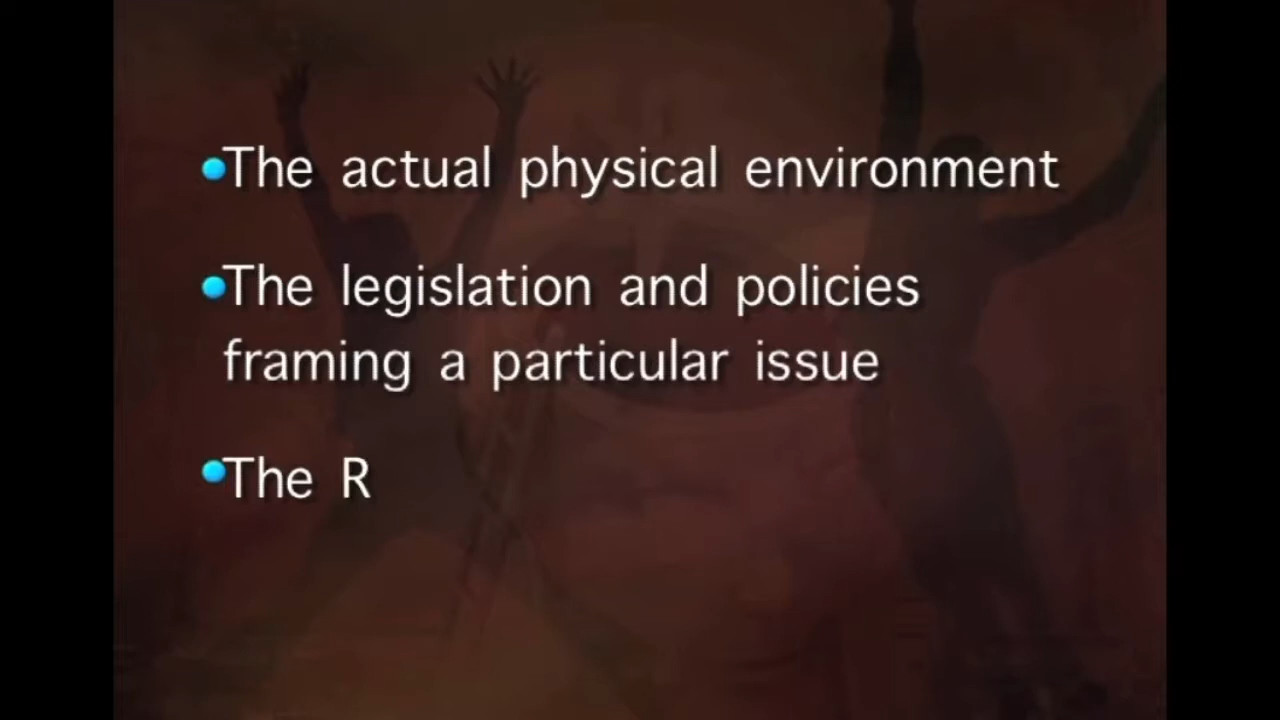 •The actual physical environment
•The legislation and policies
framing a particular issue
•The R